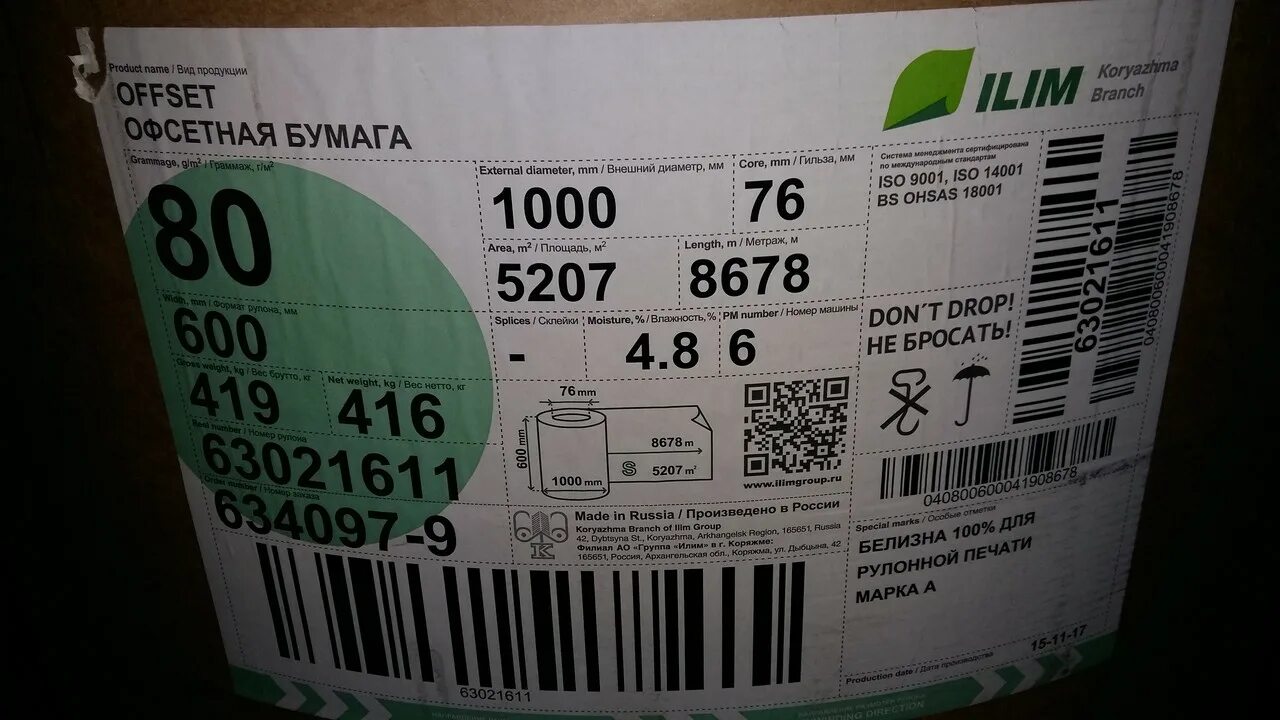 Product name / Вид продукции
OFFSET
ОФСЕТНАЯ БУМАГА
ILIM
Koryazhma
Branch
Grammage, g/m² / Граммаж, г/м²
80
External diameter, mm / Внешний диаметр, мм
1000
Core, mm / Гильза, мм
76
Система менеджмента сертифицирована
по международным стандартам
ISO 9001, ISO 14001
BS OHSAS 18001
Area, m² / Площадь, м²
5207
Length, m / Метраж, м
8678
Width, mm / Формат рулона, мм
600
Splices / Склейки
-
Moisture, % / Влажность, %
4.8
PM number / Номер машины
6
DON'T DROP!
НЕ БРОСАТЬ!
63021611
040800600041908678
Gross weight, kg / Вес брутто, кг
419
Net weight, kg / Вес нетто, кг
416
76 mm
600 mm
8678 m
S 5207 m²
1000 mm
www.ilimgroup.ru
Real number / Номер рулона
63021611
Order number / Номер заказа
634097-9
040800600041908678
Made in Russia / Произведено в России
Koryazhma Branch of Ilim Group
42, Dybtsyna St., Koryazhma, Arkhangelsk Region, 165651, Russia
Филиал АО «Группа «Илим» в г. Коряжме:
165651, Россия, Архангельская обл., Коряжма, ул. Дыбцына, 42
Special marks / Особые отметки
БЕЛИЗНА 100% ДЛЯ
РУЛОННОЙ ПЕЧАТИ
МАРКА А
63021611
15-11-17
Production date / Дата производства
DIRECTION